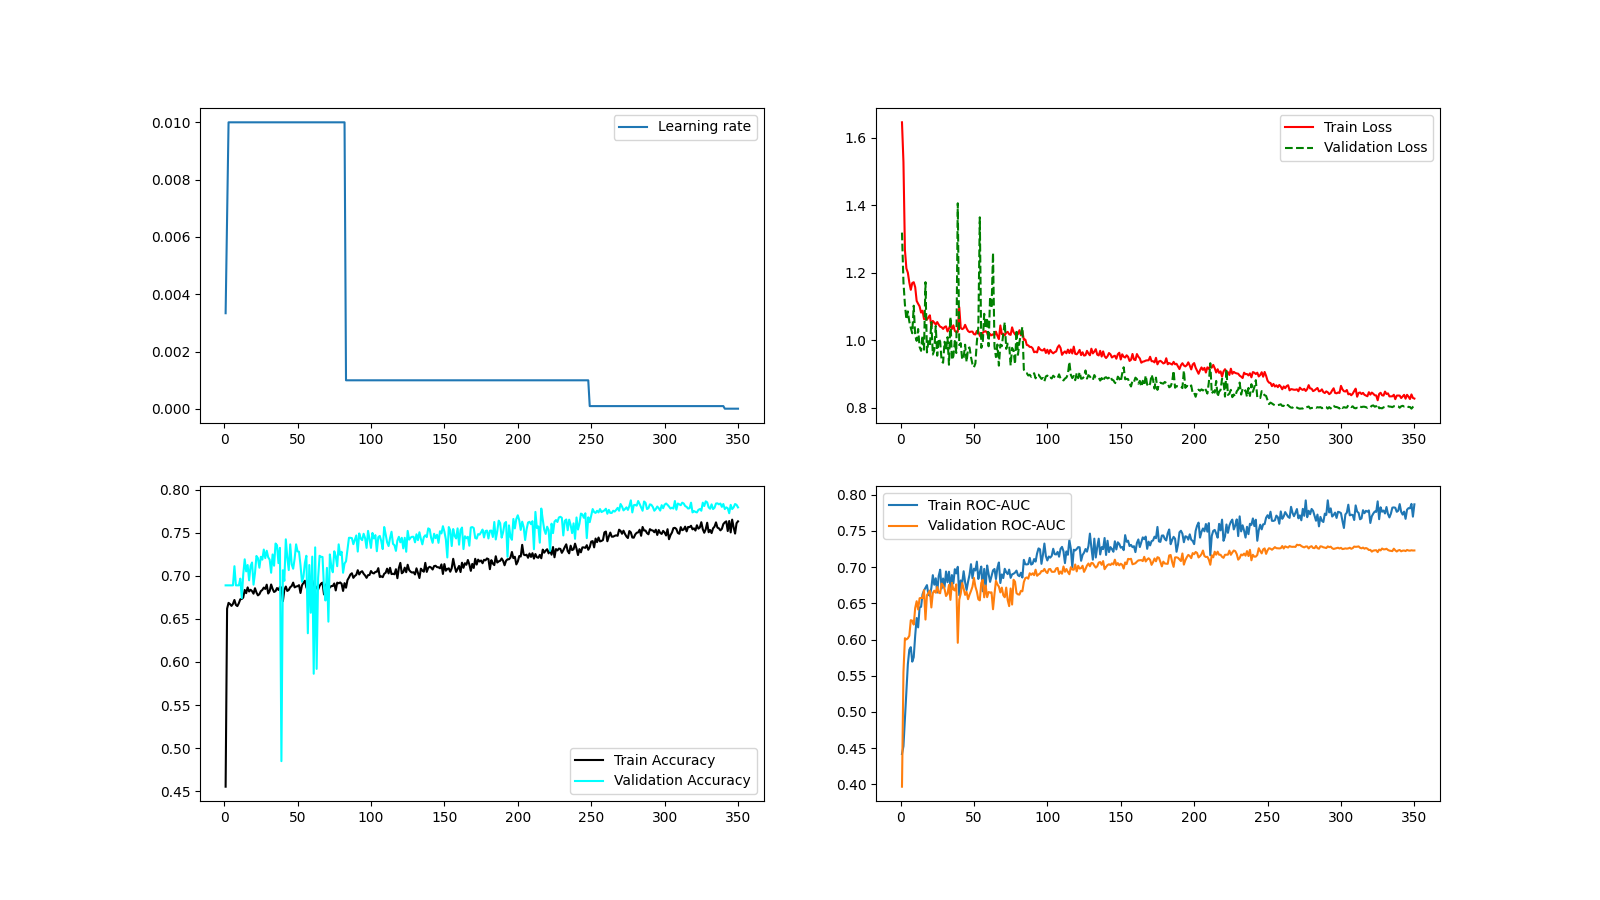 0.010
0.008
0.006
0.004
0.002
0.000
0 50 100 150 200 250 300 350
Learning rate
1.6
1.4
1.2
1.0
0.8
0 50 100 150 200 250 300 350
Train Loss
Validation Loss
0.80
0.75
0.70
0.65
0.60
0.55
0.50
0.45
0 50 100 150 200 250 300 350
Train Accuracy
Validation Accuracy
0.80
0.75
0.70
0.65
0.60
0.55
0.50
0.45
0.40
0 50 100 150 200 250 300 350
Train ROC-AUC
Validation ROC-AUC